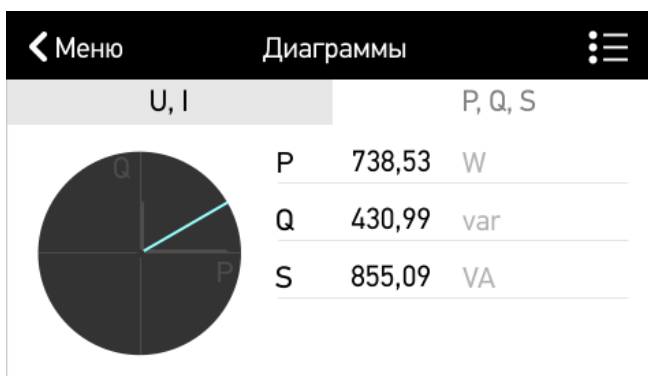 Меню Диаграммы
U, I P, Q, S
Q P 738,53 W
Q 430,99 var
P S 855,09 VA